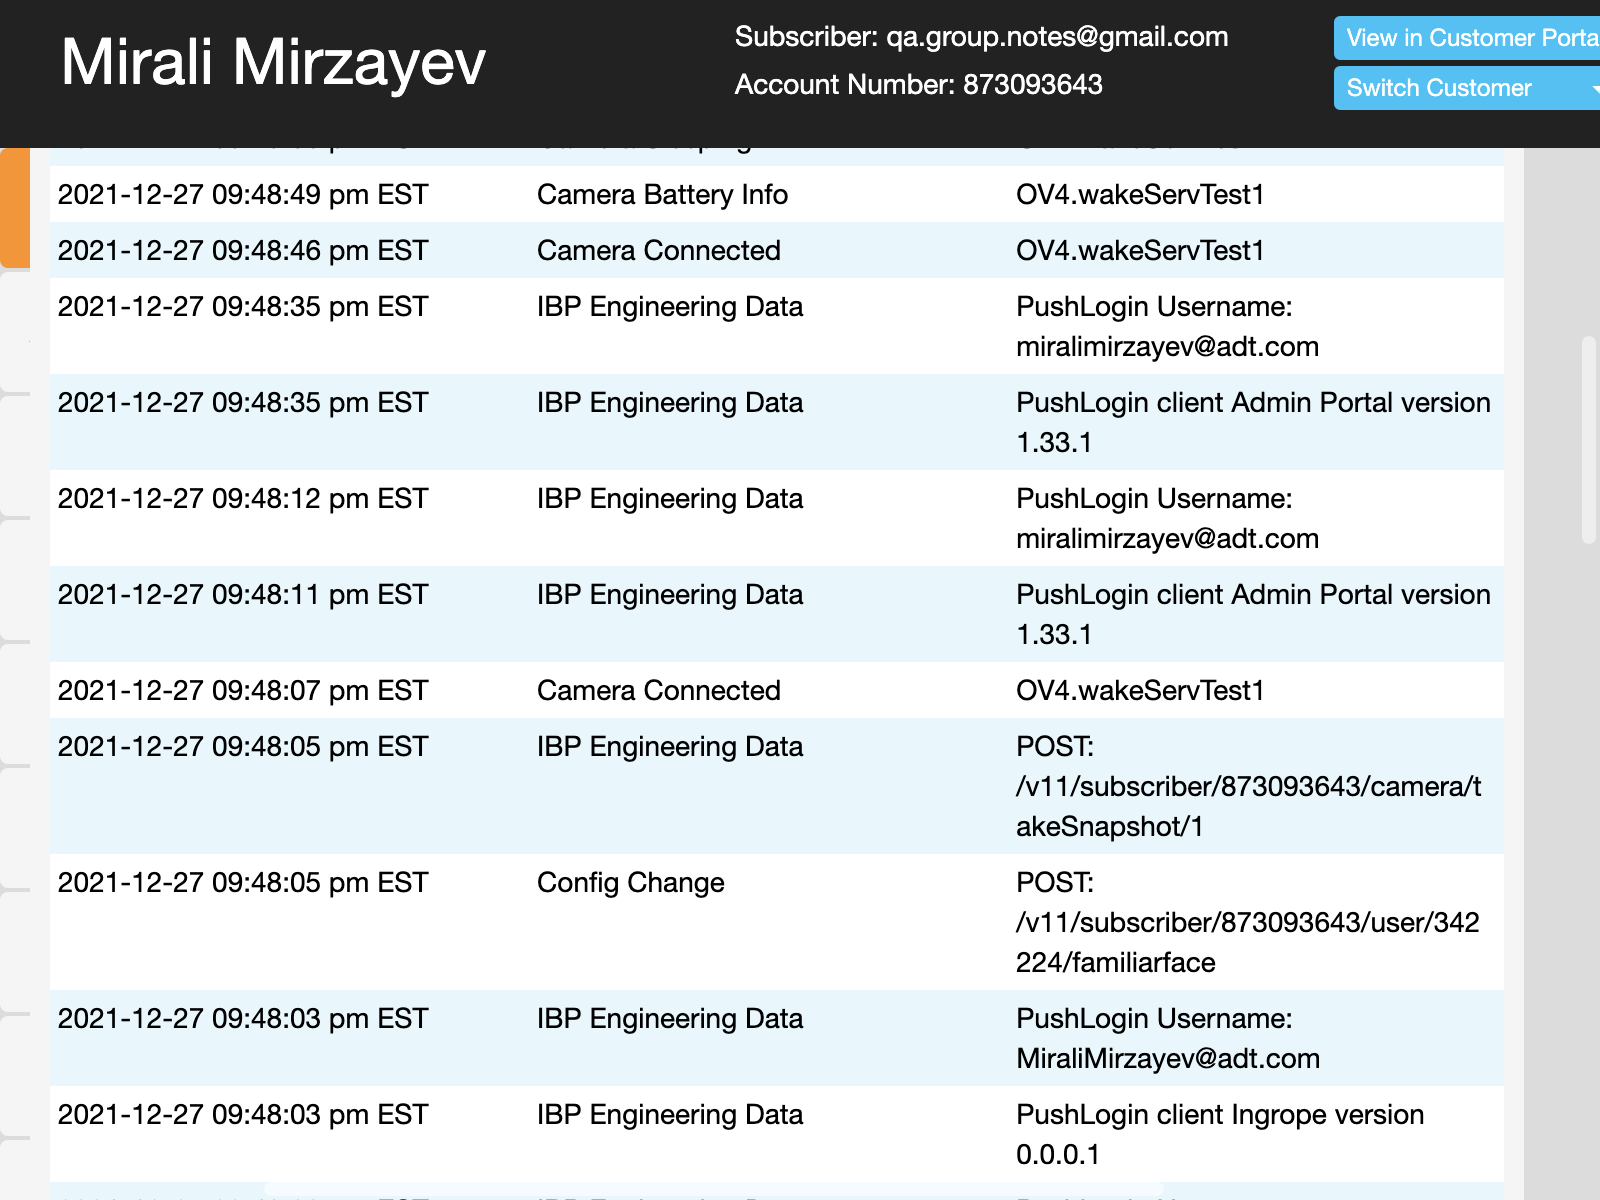 Mirali Mirzayev
Subscriber: qa.group.notes@gmail.com
Account Number: 873093643
View in Customer Porta
Switch Customer
2021-12-27 09:48:49 pm EST Camera Battery Info OV4.wakeServTest1
2021-12-27 09:48:46 pm EST Camera Connected OV4.wakeServTest1
2021-12-27 09:48:35 pm EST IBP Engineering Data PushLogin Username:
miralimirzayev@adt.com
2021-12-27 09:48:35 pm EST IBP Engineering Data PushLogin client Admin Portal version
1.33.1
2021-12-27 09:48:12 pm EST IBP Engineering Data PushLogin Username:
miralimirzayev@adt.com
2021-12-27 09:48:11 pm EST IBP Engineering Data PushLogin client Admin Portal version
1.33.1
2021-12-27 09:48:07 pm EST Camera Connected OV4.wakeServTest1
2021-12-27 09:48:05 pm EST IBP Engineering Data POST:
/v11/subscriber/873093643/camera/t
akeSnapshot/1
2021-12-27 09:48:05 pm EST Config Change POST:
/v11/subscriber/873093643/user/342
224/familiarface
2021-12-27 09:48:03 pm EST IBP Engineering Data PushLogin Username:
MiraliMirzayev@adt.com
2021-12-27 09:48:03 pm EST IBP Engineering Data PushLogin client Ingrope version
0.0.0.1